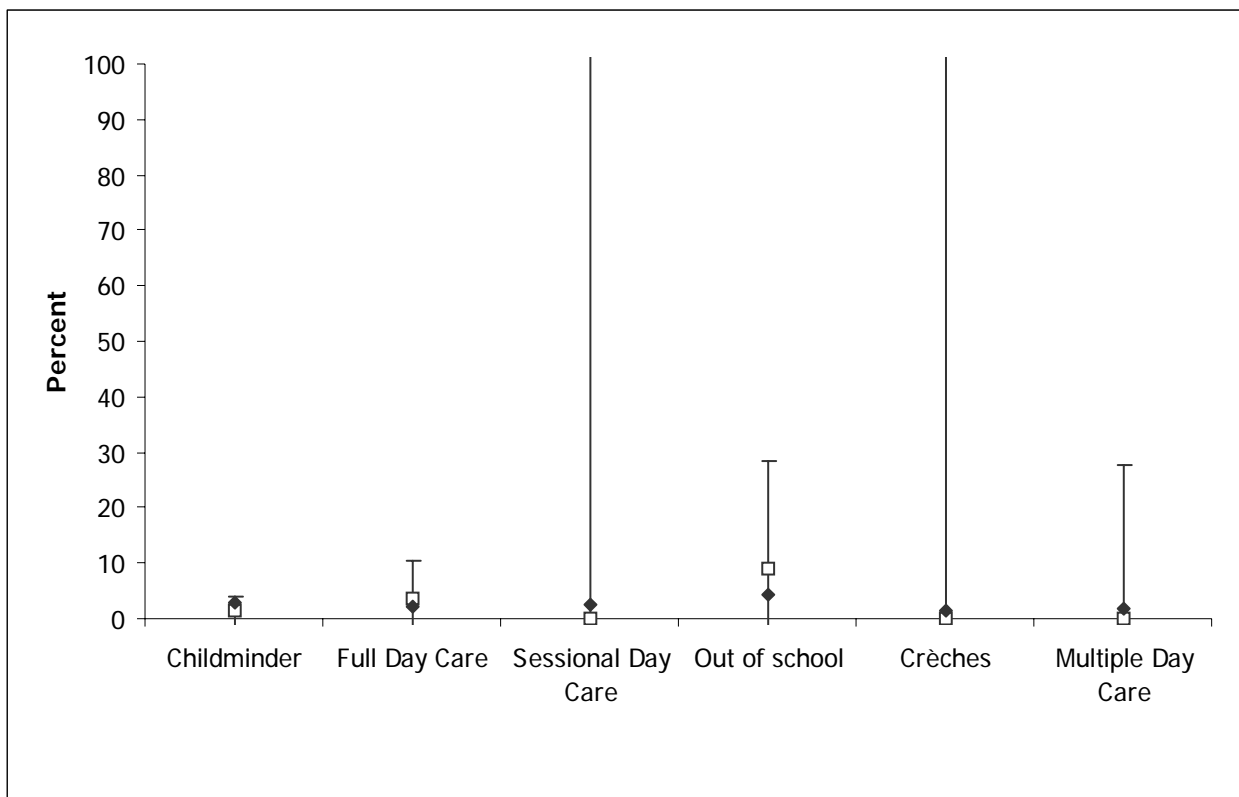 Percent
100
90
80
70
60
50
40
30
20
10
0
Childminder
Full Day Care
Sessional Day
Care
Out of school
Crèches
Multiple Day
Care